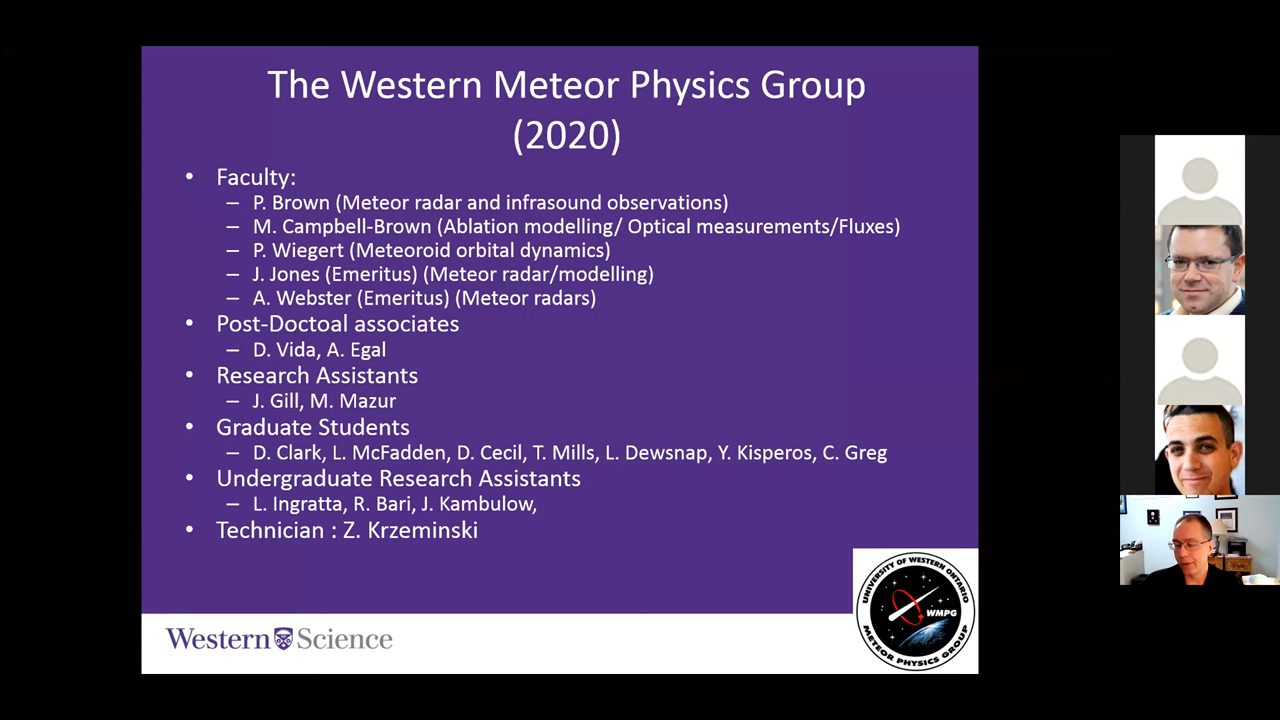 The Western Meteor Physics Group
(2020)
• Faculty:
– P. Brown (Meteor radar and infrasound observations)
– M. Campbell-Brown (Ablation modelling/ Optical measurements/Fluxes)
– P. Wiegert (Meteoroid orbital dynamics)
– J. Jones (Emeritus) (Meteor radar/modelling)
– A. Webster (Emeritus) (Meteor radars)
• Post-Doctoal associates
– D. Vida, A. Egal
• Research Assistants
– J. Gill, M. Mazur
• Graduate Students
– D. Clark, L. McFadden, D. Cecil, T. Mills, L. Dewsnap, Y. Kisperos, C. Greg
• Undergraduate Research Assistants
– L. Ingratta, R. Bari, J. Kambulow,
• Technician : Z. Krzeminski
Western Science
UNIVERSITY OF WESTERN ONTARIO
WMPG
METEOR PHYSICS GROUP